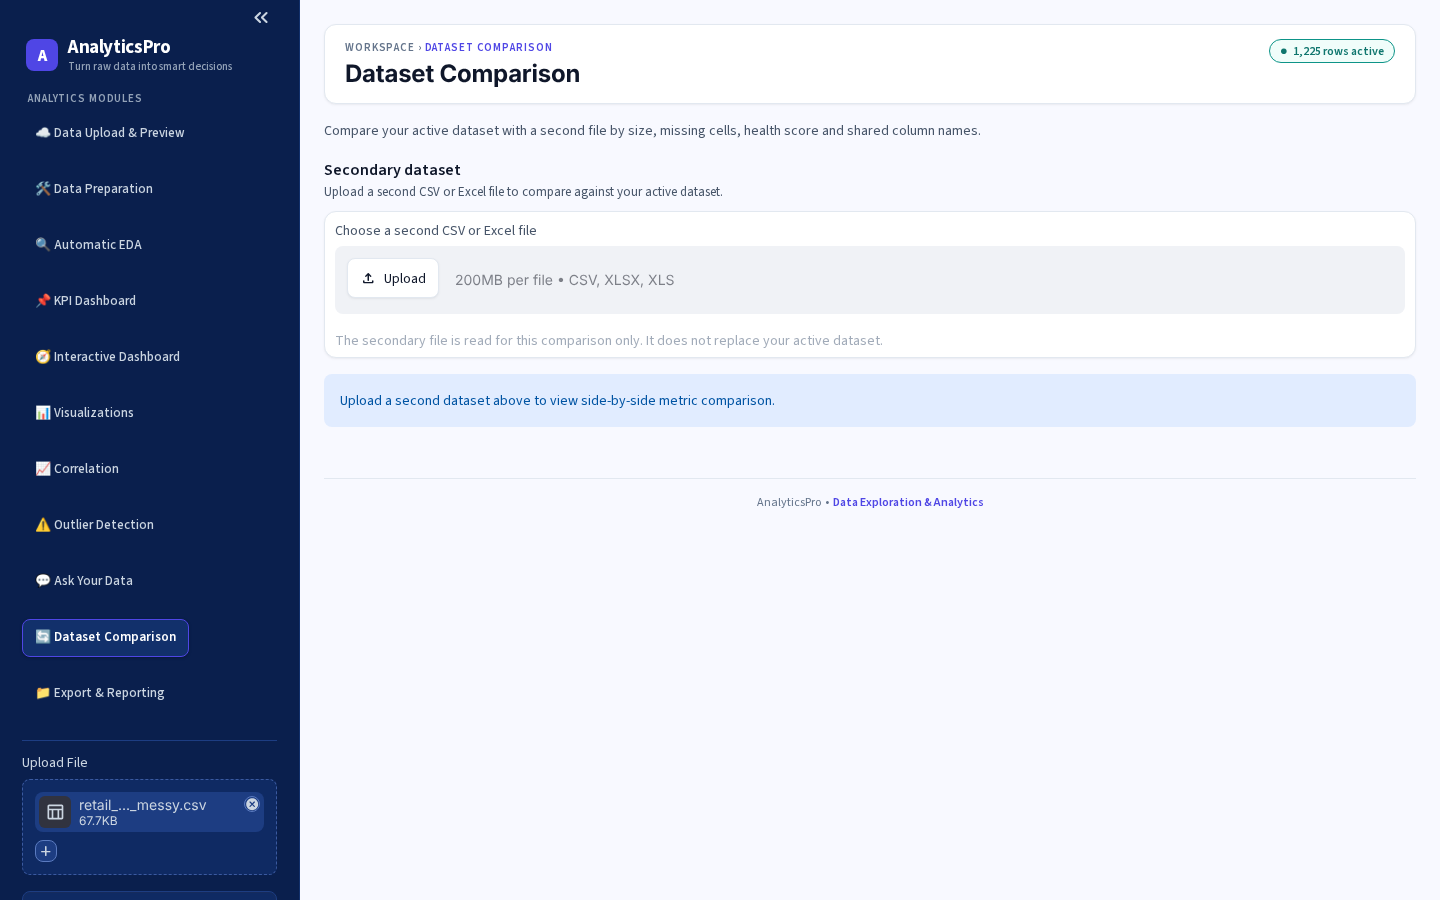 A
AnalyticsPro
Turn raw data into smart decisions
ANALYTICS MODULES
☁️ Data Upload & Preview
🛠️ Data Preparation
🔍 Automatic EDA
📌 KPI Dashboard
🧭 Interactive Dashboard
📊 Visualizations
📈 Correlation
⚠️ Outlier Detection
💬 Ask Your Data
🔄 Dataset Comparison
📁 Export & Reporting
Upload File
retail_..._messy.csv
67.7KB
WORKSPACE › DATASET COMPARISON
Dataset Comparison
● 1,225 rows active
Compare your active dataset with a second file by size, missing cells, health score and shared column names.
Secondary dataset
Upload a second CSV or Excel file to compare against your active dataset.
Choose a second CSV or Excel file
Upload
200MB per file • CSV, XLSX, XLS
The secondary file is read for this comparison only. It does not replace your active dataset.
Upload a second dataset above to view side-by-side metric comparison.
AnalyticsPro • Data Exploration & Analytics